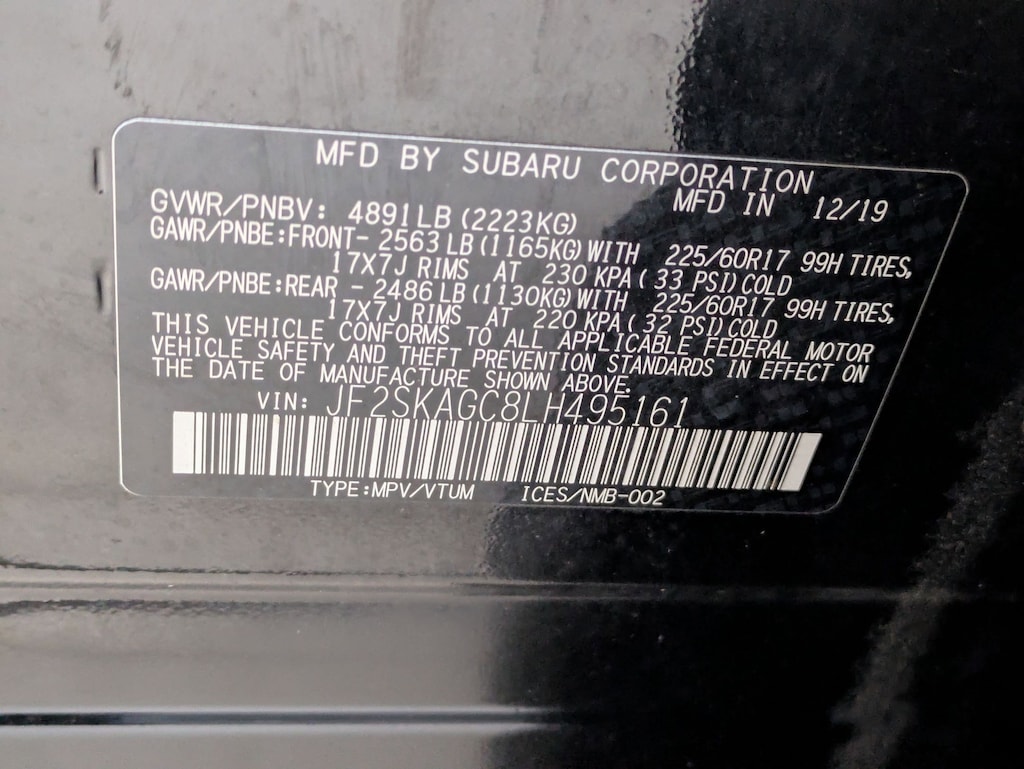 MFD BY SUBARU CORPORATION
GVWR/PNBV: 4891LB (2223KG) MFD IN 12/19
GAWR/PNBE:FRONT- 2563 LB (1165KG) WITH 225/60R17 99H TIRES,
17X7J RIMS AT 230 KPA ( 33 PSI) COLD
GAWR/PNBE:REAR - 2486 LB (1130KG) WITH 225/60R17 99H TIRES,
17X7J RIMS AT 220 KPA ( 32 PSI) COLD
THIS VEHICLE CONFORMS TO ALL APPLICABLE FEDERAL MOTOR
VEHICLE SAFETY AND THEFT PREVENTION STANDARDS IN EFFECT ON
THE DATE OF MANUFACTURE SHOWN ABOVE.
VIN: JF2SKAGC8LH495161
TYPE:MPV/VTUM ICES/NMB-002